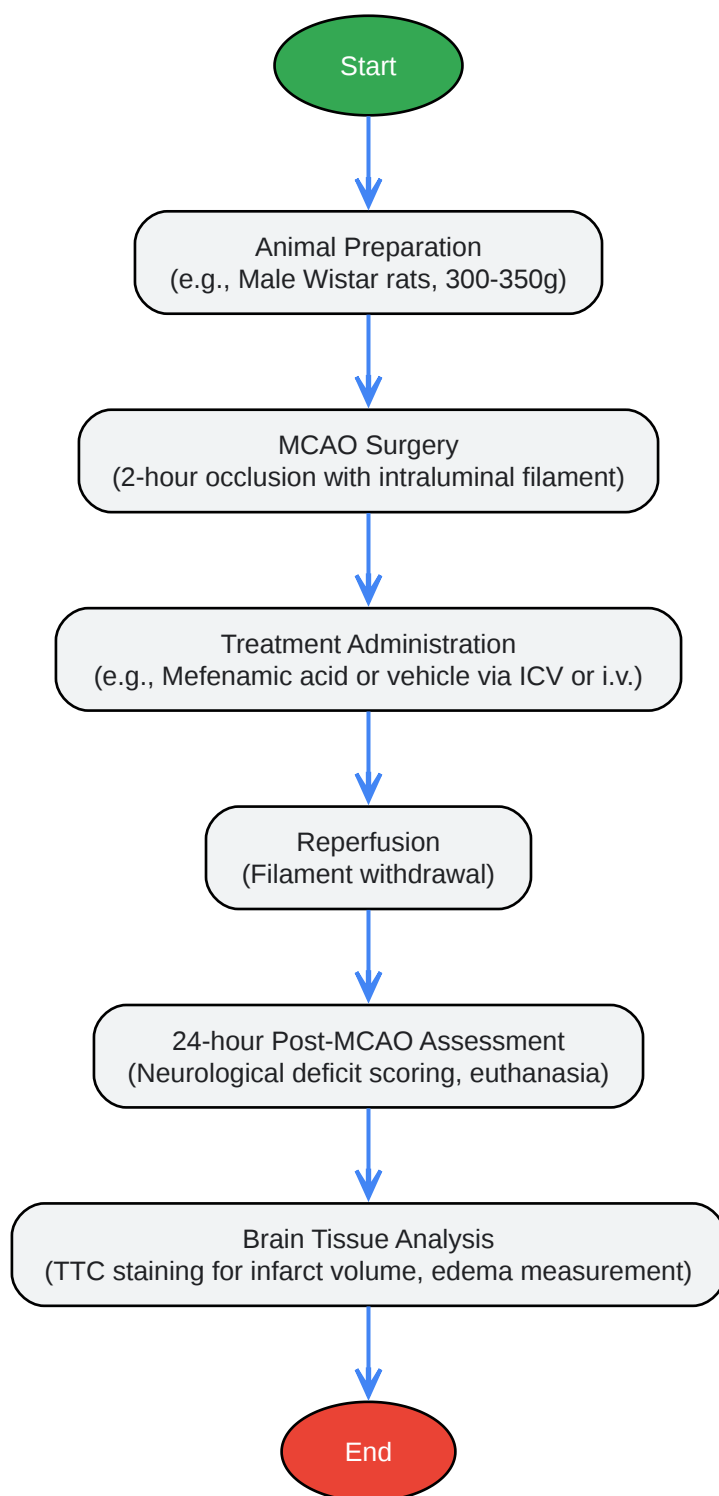 Start
Animal Preparation
(e.g., Male Wistar rats, 300-350g)
MCAO Surgery
(2-hour occlusion with intraluminal filament)
Treatment Administration
(e.g., Mefenamic acid or vehicle via ICV or i.v.)
Reperfusion
(Filament withdrawal)
24-hour Post-MCAO Assessment
(Neurological deficit scoring, euthanasia)
Brain Tissue Analysis
(TTC staining for infarct volume, edema measurement)
End